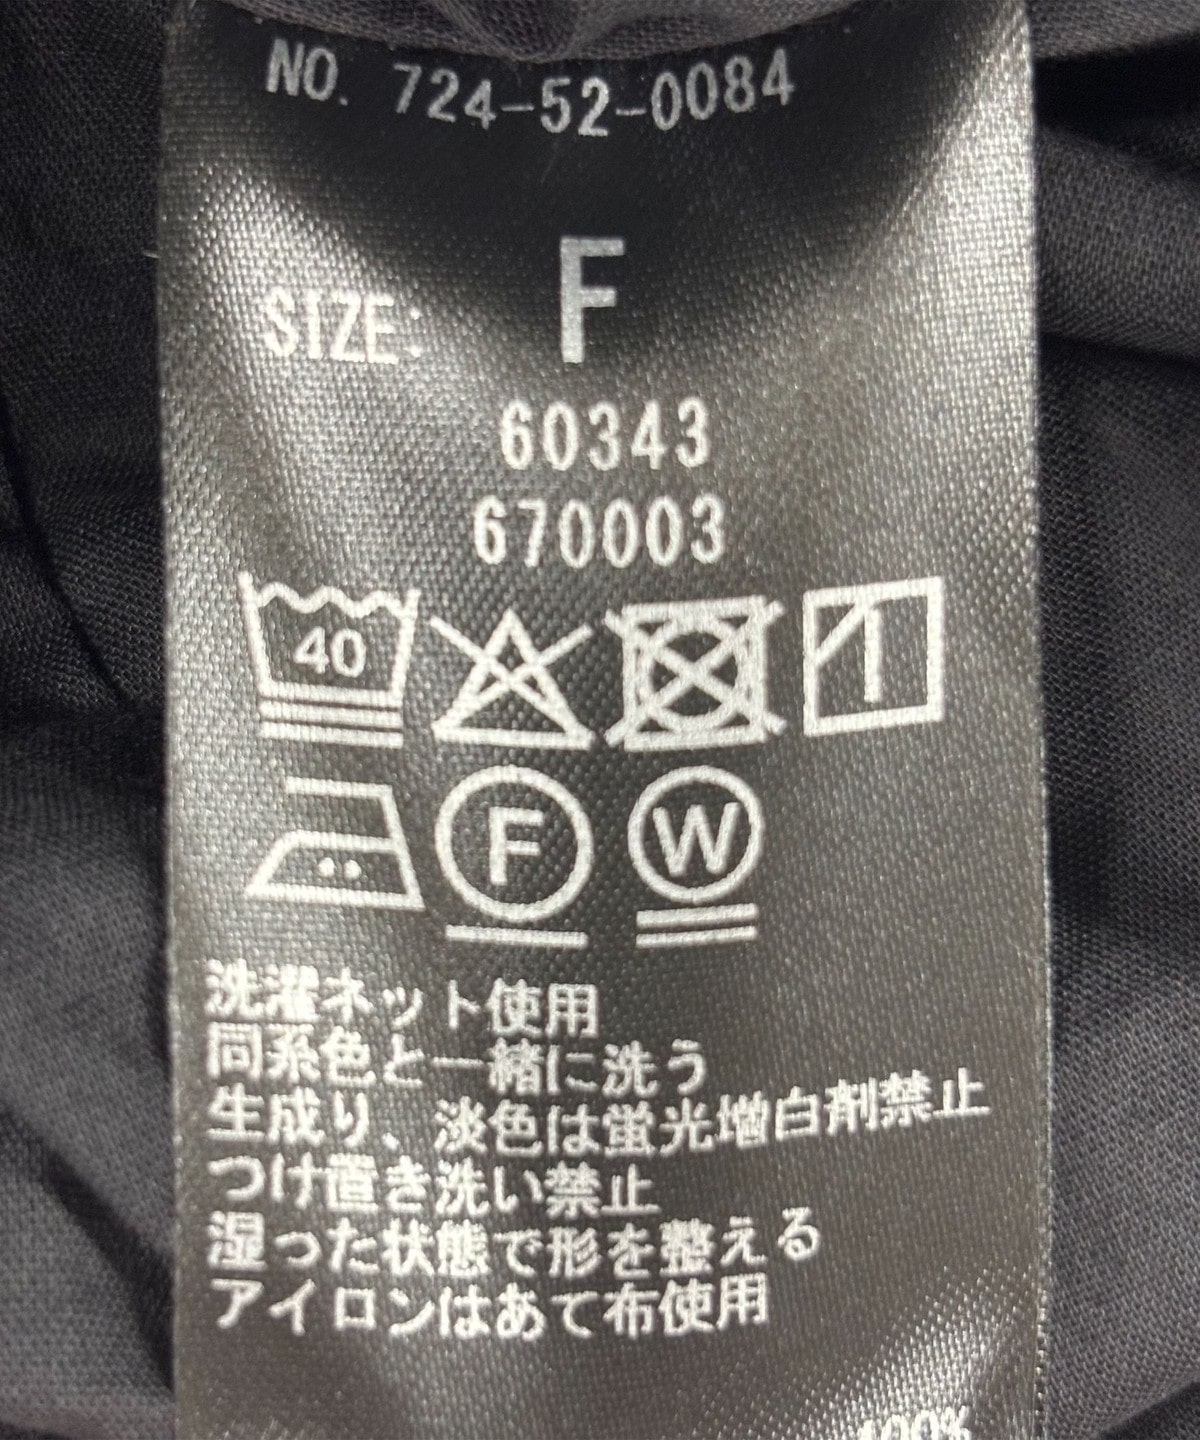 NO. 724-52-0084
SIZE: F
60343
670003
40
F W
洗濯ネット使用
同系色と一緒に洗う
生成り、淡色は蛍光増白剤禁止
つけ置き洗い禁止
湿った状態で形を整える
アイロンはあて布使用
100%